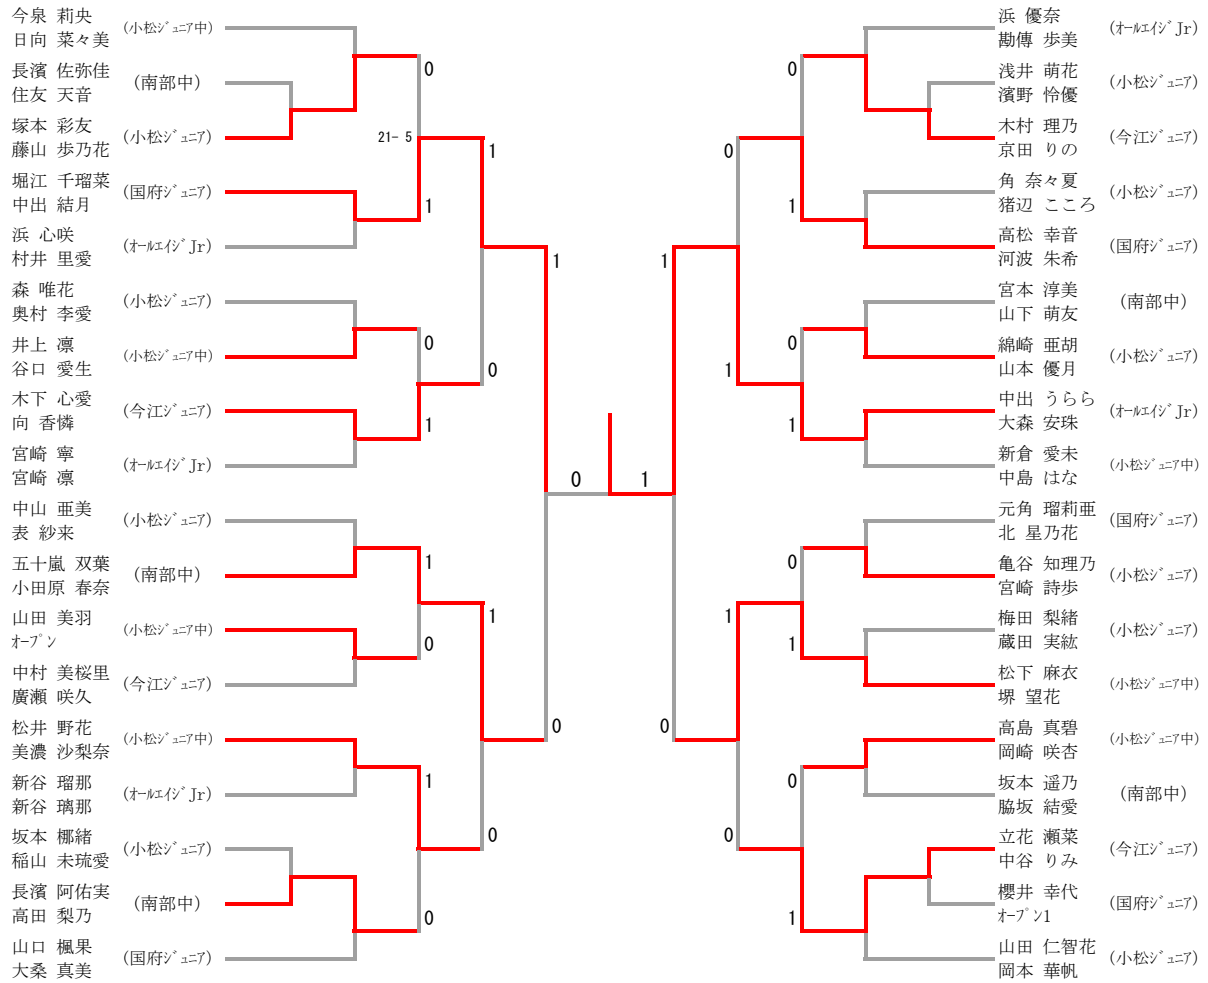 今泉 莉央
日向 菜々美
(小松ｼﾞｭﾆｱ中)
長濱 佐弥佳
住友 天音
(南部中)
塚本 彩友
藤山 歩乃花
(小松ｼﾞｭﾆｱ)
堀江 千瑠菜
中出 結月
(国府ｼﾞｭﾆｱ)
浜 心咲
村井 里愛
(ｵｰﾙｴｲｼﾞJr)
森 唯花
奥村 李愛
(小松ｼﾞｭﾆｱ)
井上 凛
谷口 愛生
(小松ｼﾞｭﾆｱ中)
木下 心愛
向 香憐
(今江ｼﾞｭﾆｱ)
宮崎 寧
宮崎 凛
(ｵｰﾙｴｲｼﾞJr)
中山 亜美
表 紗来
(小松ｼﾞｭﾆｱ)
五十嵐 双葉
小田原 春奈
(南部中)
山田 美羽
ｵｰﾌﾟﾝ
(小松ｼﾞｭﾆｱ中)
中村 美桜里
廣瀬 咲久
(今江ｼﾞｭﾆｱ)
松井 野花
美濃 沙梨奈
(小松ｼﾞｭﾆｱ中)
新谷 瑠那
新谷 璃那
(ｵｰﾙｴｲｼﾞJr)
坂本 梛緒
稲山 未琉愛
(小松ｼﾞｭﾆｱ)
長濱 阿佑実
高田 梨乃
(南部中)
山口 楓果
大桑 真美
(国府ｼﾞｭﾆｱ)
0
21- 5
1
1
0
1
0
1
0
1
0
1
0
1
0
0
1
1
0
0
1
0
1
0
1
0
1
0
1
0
1
浜 優奈
勘傳 歩美
(ｵｰﾙｴｲｼﾞJr)
浅井 萌花
濱野 怜優
(小松ｼﾞｭﾆｱ)
木村 理乃
京田 りの
(今江ｼﾞｭﾆｱ)
角 奈々夏
猪辺 こころ
(小松ｼﾞｭﾆｱ)
高松 幸音
河波 朱希
(国府ｼﾞｭﾆｱ)
宮本 淳美
山下 萌友
(南部中)
綿崎 亜胡
山本 優月
(小松ｼﾞｭﾆｱ)
中出 うらら
大森 安珠
(ｵｰﾙｴｲｼﾞJr)
新倉 愛未
中島 はな
(小松ｼﾞｭﾆｱ中)
元角 瑠莉亜
北 星乃花
(国府ｼﾞｭﾆｱ)
亀谷 知理乃
宮崎 詩歩
(小松ｼﾞｭﾆｱ)
梅田 梨緒
蔵田 実紘
(小松ｼﾞｭﾆｱ)
松下 麻衣
堺 望花
(小松ｼﾞｭﾆｱ中)
高島 真碧
岡崎 咲杏
(小松ｼﾞｭﾆｱ中)
坂本 遥乃
脇坂 結愛
(南部中)
立花 瀬菜
中谷 りみ
(今江ｼﾞｭﾆｱ)
櫻井 幸代
ｵｰﾌﾟﾝ1
(国府ｼﾞｭﾆｱ)
山田 仁智花
岡本 華帆
(小松ｼﾞｭﾆｱ)